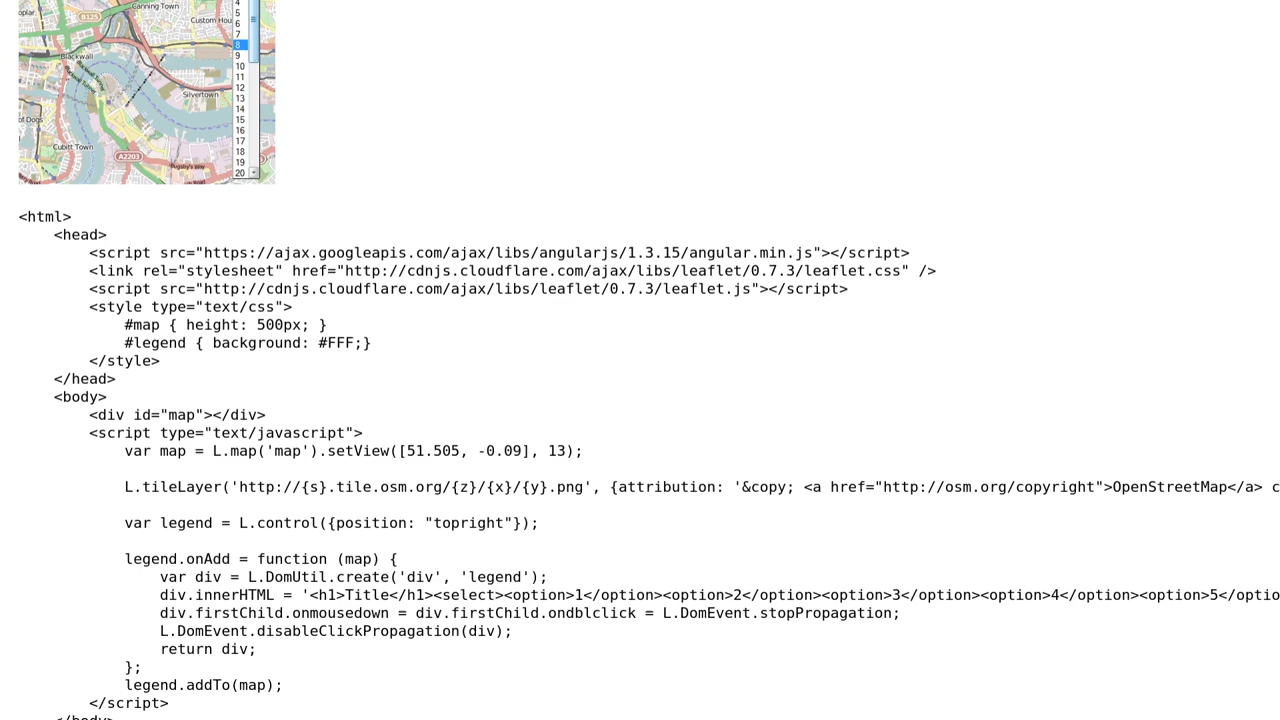 Canning Town
oplar
B125
Custom Hou
4
5
6
7
8
9
10
11
12
13
14
15
16
17
18
19
20
Blackwall
Silvertown
of Dogs
Cubitt Town
A2203
Bugsby's Way
<html>
    <head>
        <script src="https://ajax.googleapis.com/ajax/libs/angularjs/1.3.15/angular.min.js"></script>
        <link rel="stylesheet" href="http://cdnjs.cloudflare.com/ajax/libs/leaflet/0.7.3/leaflet.css" />
        <script src="http://cdnjs.cloudflare.com/ajax/libs/leaflet/0.7.3/leaflet.js"></script>
        <style type="text/css">
            #map { height: 500px; }
            #legend { background: #FFF;}
        </style>
    </head>
    <body>
        <div id="map"></div>
        <script type="text/javascript">
            var map = L.map('map').setView([51.505, -0.09], 13);
            L.tileLayer('http://{s}.tile.osm.org/{z}/{x}/{y}.png', {attribution: '&copy; <a href="http://osm.org/copyright">OpenStreetMap</a> c
            var legend = L.control({position: "topright"});
            legend.onAdd = function (map) {
                var div = L.DomUtil.create('div', 'legend');
                div.innerHTML = '<h1>Title</h1><select><option>1</option><option>2</option><option>3</option><option>4</option><option>5</optio
                div.firstChild.onmousedown = div.firstChild.ondblclick = L.DomEvent.stopPropagation;
                L.DomEvent.disableClickPropagation(div);
                return div;
            };
            legend.addTo(map);
        </script>
    </body>